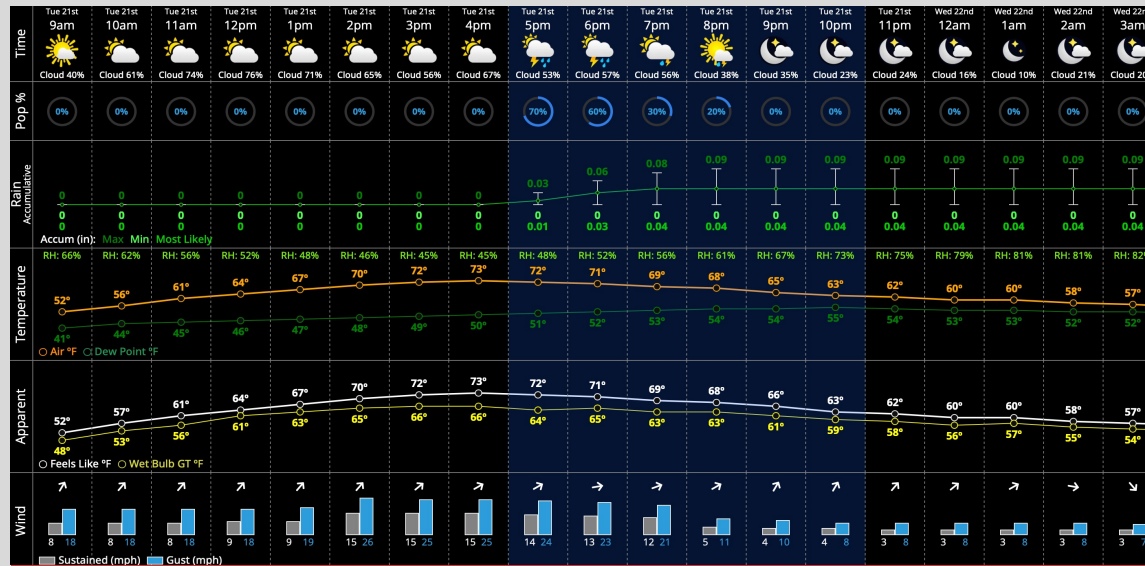 Tue 21st Tue 21st Tue 21st Tue 21st Tue 21st Tue 21st Tue 21st Tue 21st Tue 21st Tue 21st Tue 21st Tue 21st Tue 21st Tue 21st Tue 21st Wed 22nd Wed 22nd Wed 22nd Wed 22n
Time 9am 10am 11am 12pm 1pm 2pm 3pm 4pm 5pm 6pm 7pm 8pm 9pm 10pm 11pm 12am 1am 2am 3am
Cloud 40% Cloud 61% Cloud 74% Cloud 76% Cloud 71% Cloud 65% Cloud 56% Cloud 67% Cloud 53% Cloud 57% Cloud 56% Cloud 38% Cloud 35% Cloud 23% Cloud 24% Cloud 16% Cloud 10% Cloud 21% Cloud 20
Pop % 0% 0% 0% 0% 0% 0% 0% 0% 70% 60% 30% 20% 0% 0% 0% 0% 0% 0% 0%
Rain
Accumulative
0 0 0 0 0 0 0 0 0.03 0.06 0.08 0.09 0.09 0.09 0.09 0.09 0.09 0.09 0.09
0 0 0 0 0 0 0 0 0 0 0 0 0 0 0 0 0 0 0
0 0 0 0 0 0 0 0 0.01 0.03 0.04 0.04 0.04 0.04 0.04 0.04 0.04 0.04 0.04
Accum (in): Max Min Most Likely
RH: 66% RH: 62% RH: 56% RH: 52% RH: 48% RH: 46% RH: 45% RH: 45% RH: 48% RH: 52% RH: 56% RH: 61% RH: 67% RH: 73% RH: 75% RH: 79% RH: 81% RH: 81% RH: 82
Temperature
52° 56° 61° 64° 67° 70° 72° 73° 72° 71° 69° 68° 65° 63° 62° 60° 60° 58° 57°
41° 44° 45° 46° 47° 48° 49° 50° 51° 52° 53° 54° 54° 55° 54° 53° 53° 52° 52°
Air °F Dew Point °F
Apparent
52° 57° 61° 64° 67° 70° 72° 73° 72° 71° 69° 68° 66° 63° 62° 60° 60° 58° 57°
48° 53° 56° 61° 63° 65° 66° 66° 64° 65° 63° 63° 61° 59° 58° 56° 57° 55° 54°
Feels Like °F Wet Bulb GT °F
Wind
8 18 8 18 8 18 9 18 9 19 15 26 15 25 15 25 14 24 13 23 12 21 5 11 4 10 4 8 3 8 3 8 3 8 3 8 3
Sustained (mph) Gust (mph)